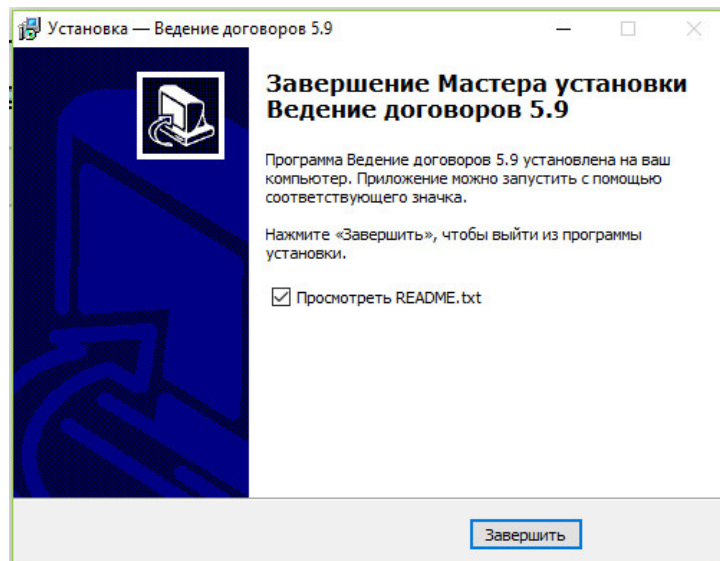 Установка — Ведение договоров 5.9
Завершение Мастера установки
Ведение договоров 5.9
Программа Ведение договоров 5.9 установлена на ваш
компьютер. Приложение можно запустить с помощью
соответствующего значка.
Нажмите «Завершить», чтобы выйти из программы
установки.
Просмотреть README.txt
Завершить